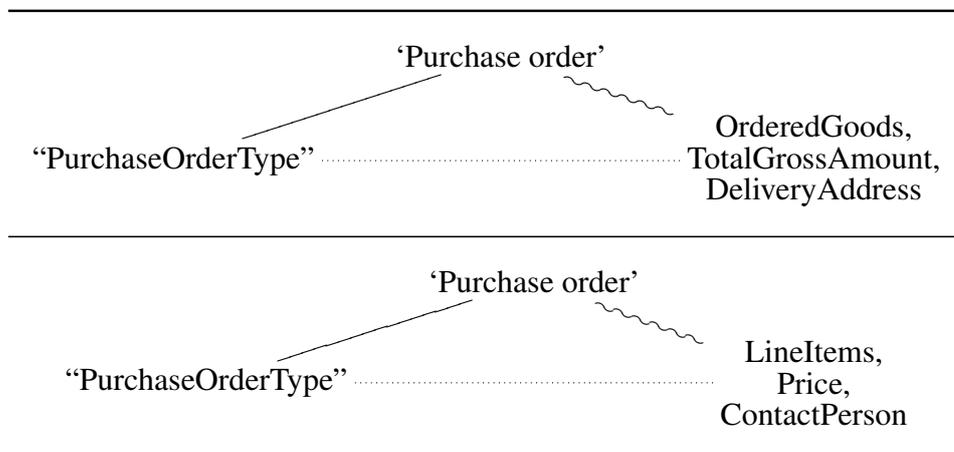 ‘Purchase order’
“PurchaseOrderType”
OrderedGoods,
TotalGrossAmount,
DeliveryAddress
‘Purchase order’
“PurchaseOrderType”
LineItems,
Price,
ContactPerson